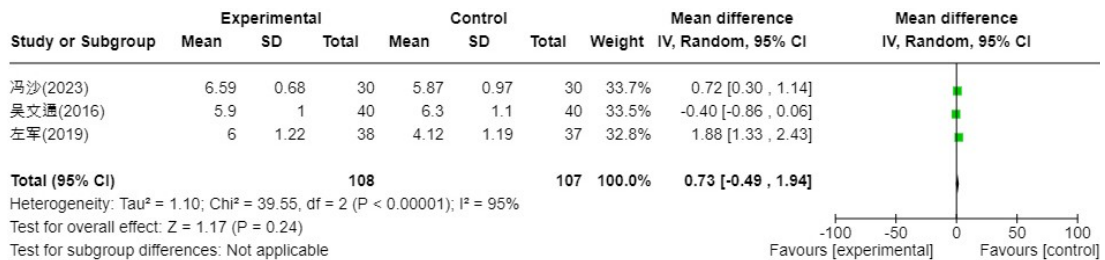 Experimental Control Mean difference Mean difference
Study or Subgroup Mean SD Total Mean SD Total Weight IV, Random, 95% CI IV, Random, 95% CI
冯沙(2023) 6.59 0.68 30 5.87 0.97 30 33.7% 0.72 [0.30 , 1.14]
吴文通(2016) 5.9 1 40 6.3 1.1 40 33.5% -0.40 [-0.86 , 0.06]
左军(2019) 6 1.22 38 4.12 1.19 37 32.8% 1.88 [1.33 , 2.43]
Total (95% CI) 108 107 100.0% 0.73 [-0.49 , 1.94]
Heterogeneity: Tau² = 1.10; Chi² = 39.55, df = 2 (P < 0.00001); I² = 95%
Test for overall effect: Z = 1.17 (P = 0.24)
Test for subgroup differences: Not applicable
-100 -50 0 50 100
Favours [experimental] Favours [control]